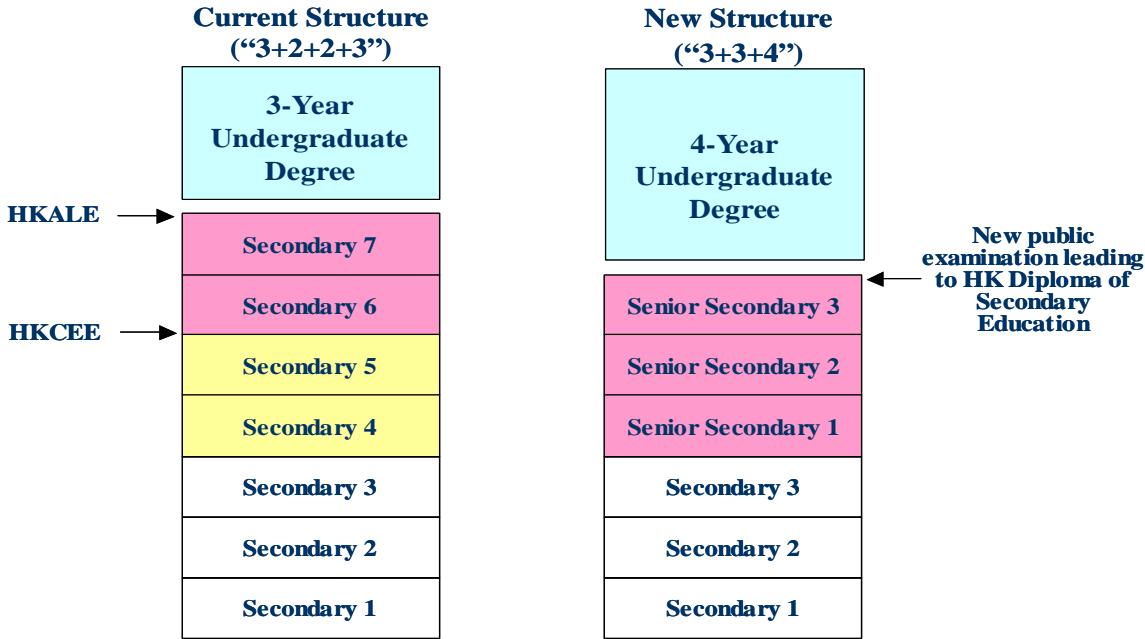 Current Structure
(“3+2+2+3”)
3-Year
Undergraduate
Degree
HKALE
Secondary 7
Secondary 6
HKCEE
Secondary 5
Secondary 4
Secondary 3
Secondary 2
Secondary 1
New Structure
(“3+3+4”)
4-Year
Undergraduate
Degree
New public
examination leading
to HK Diploma of
Secondary
Education
Senior Secondary 3
Senior Secondary 2
Senior Secondary 1
Secondary 3
Secondary 2
Secondary 1